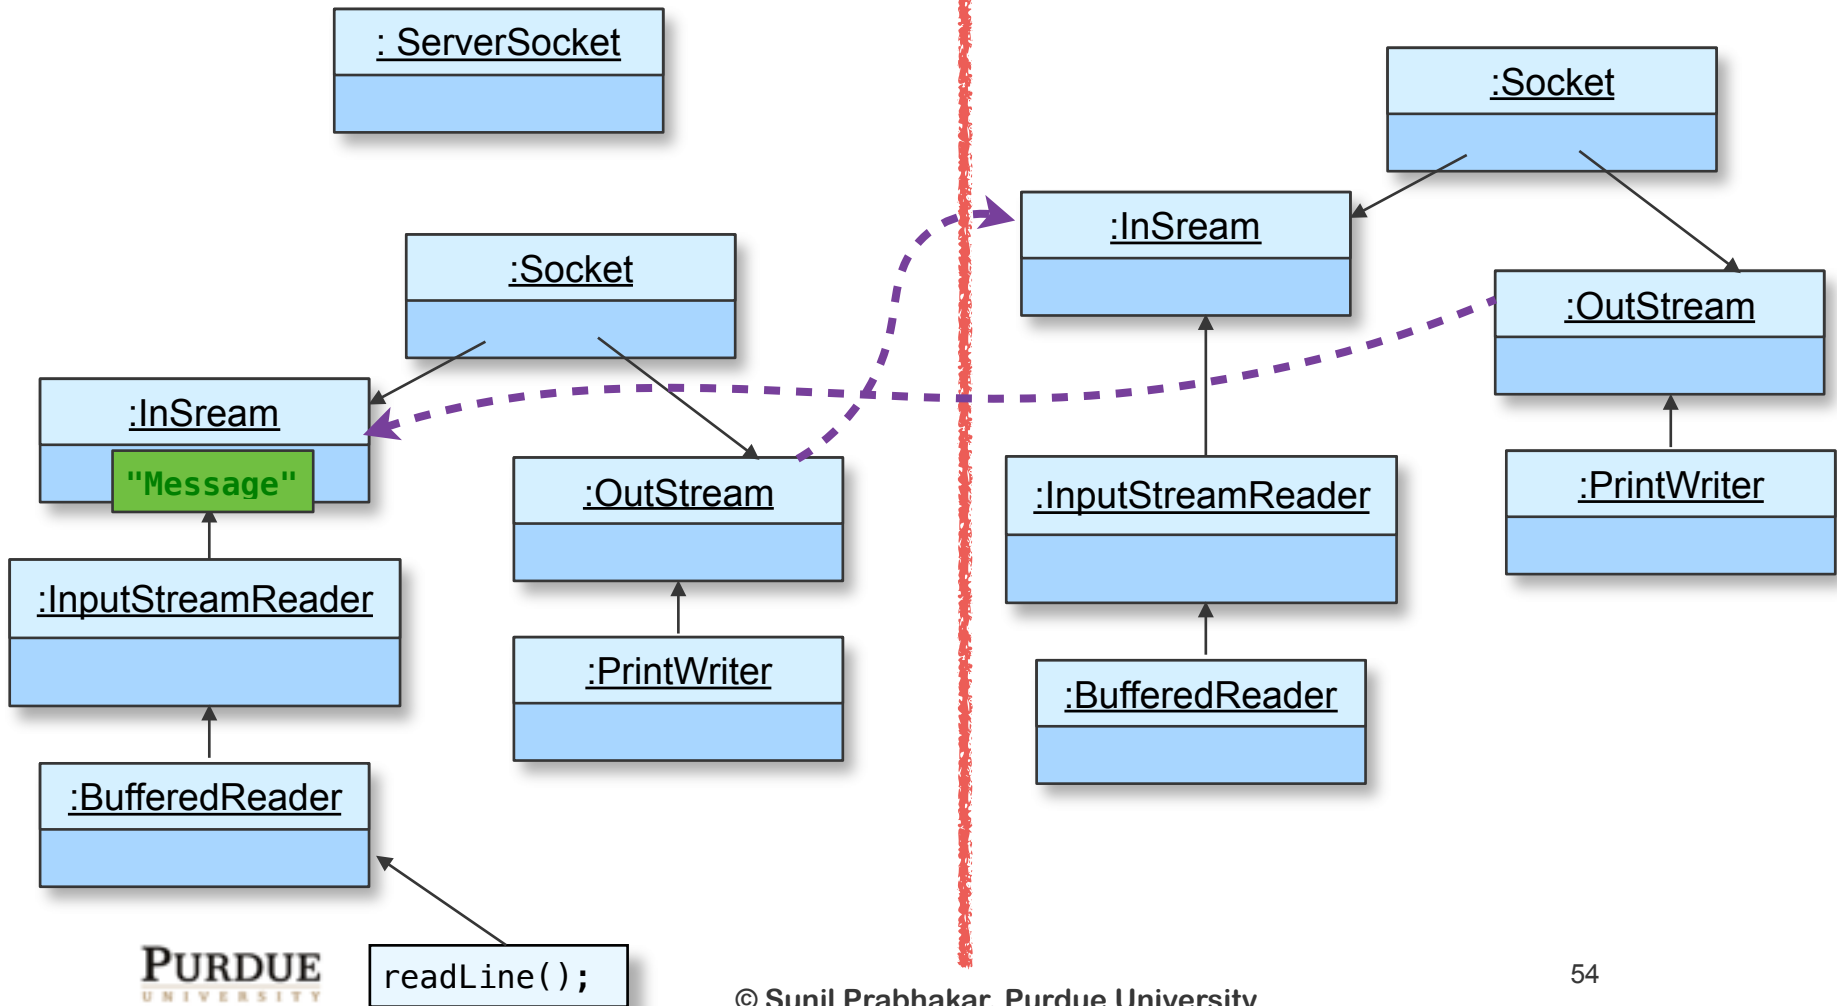 : ServerSocket
:Socket
:InSream
"Message"
:OutStream
:InputStreamReader
:PrintWriter
:BufferedReader
readLine();
:Socket
:InSream
:OutStream
:InputStreamReader
:PrintWriter
:BufferedReader
PURDUE
UNIVERSITY
© Sunil Prabhakar, Purdue University
54